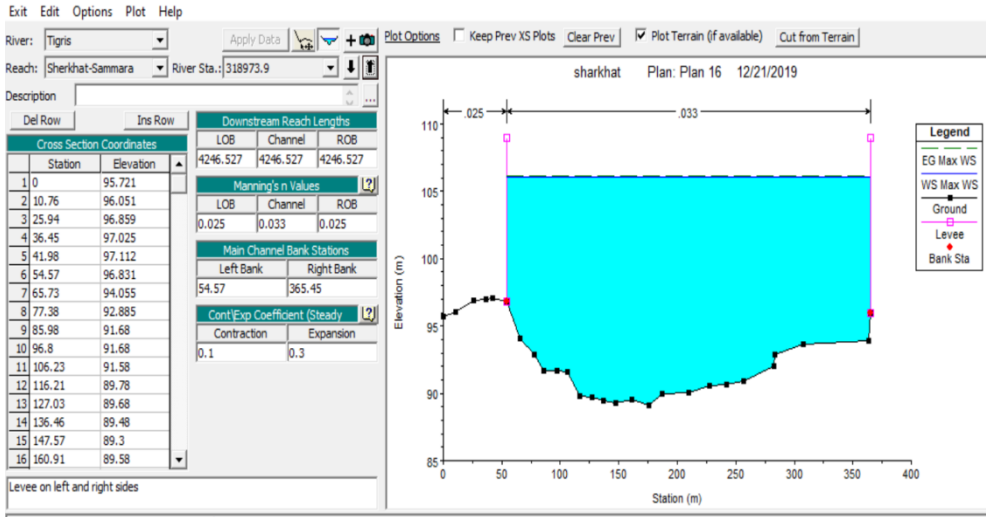 Exit Edit Options Plot Help
River: Tigris Apply Data
Reach: Sherkhat-Sammara River Sta.: 318973.9
Description ...
Del Row Ins Row
Cross Section Coordinates
Station Elevation
1 0 95.721
2 10.76 96.051
3 25.94 96.859
4 36.45 97.025
5 41.98 97.112
6 54.57 96.831
7 65.73 94.055
8 77.38 92.885
9 85.98 91.68
10 96.8 91.68
11 106.23 91.58
12 116.21 89.78
13 127.03 89.68
14 136.46 89.48
15 147.57 89.3
16 160.91 89.58
Downstream Reach Lengths
LOB Channel ROB
4246.527 4246.527 4246.527
Manning's n Values ?
LOB Channel ROB
0.025 0.033 0.025
Main Channel Bank Stations
Left Bank Right Bank
54.57 365.45
Cont\Exp Coefficient (Steady ?
Contraction Expansion
0.1 0.3
Levee on left and right sides
Plot Options Keep Prev XS Plots Clear Prev Plot Terrain (if available) Cut from Terrain
sharkhat Plan: Plan 16 12/21/2019
.025 .033
110
105
100
95
90
85
Elevation (m)
0 50 100 150 200 250 300 350 400
Station (m)
Legend
EG Max WS
WS Max WS
Ground
Levee
Bank Sta